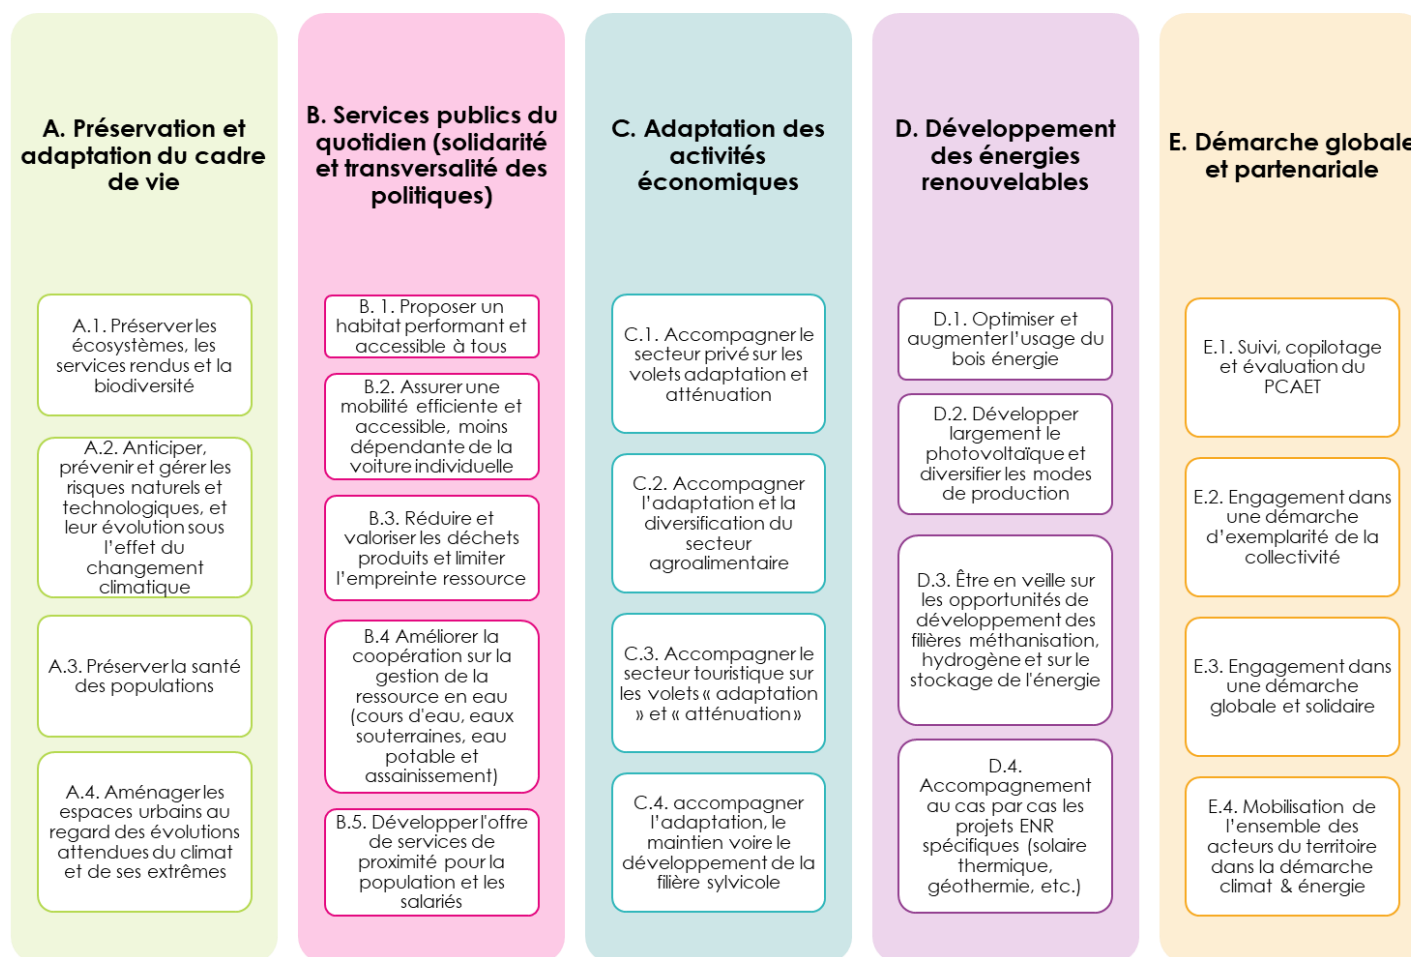 A. Préservation et
adaptation du cadre
de vie
A.1. Préserver les
écosystèmes, les
services rendus et la
biodiversité
A.2. Anticiper,
prévenir et gérer les
risques naturels et
technologiques, et
leur évolution sous
l'effet du
changement
climatique
A.3. Préserver la santé
des populations
A.4. Aménager les
espaces urbains au
regard des évolutions
attendues du climat
et de ses extrêmes
B. Services publics du
quotidien (solidarité
et transversalité des
politiques)
B. 1. Proposer un
habitat performant et
accessible à tous
B.2. Assurer une
mobilité efficiente et
accessible, moins
dépendante de la
voiture individuelle
B.3. Réduire et
valoriser les déchets
produits et limiter
l'empreinte ressource
B.4 Améliorer la
coopération sur la
gestion de la
ressource en eau
(cours d'eau, eaux
souterraines, eau
potable et
assainissement)
B.5. Développer l'offre
de services de
proximité pour la
population et les
salariés
C. Adaptation des
activités
économiques
C.1. Accompagner le
secteur privé sur les
volets adaptation et
atténuation
C.2. Accompagner
l'adaptation et la
diversification du
secteur
agroalimentaire
C.3. Accompagner le
secteur touristique sur
les volets « adaptation
» et « atténuation »
C.4. accompagner
l'adaptation, le
maintien voire le
développement de la
filière sylvicole
D. Développement
des énergies
renouvelables
D.1. Optimiser et
augmenter l'usage du
bois énergie
D.2. Développer
largement le
photovoltaïque et
diversifier les modes
de production
D.3. Être en veille sur
les opportunités de
développement des
filières méthanisation,
hydrogène et sur le
stockage de l'énergie
D.4.
Accompagnement
au cas par cas les
projets ENR
spécifiques (solaire
thermique,
géothermie, etc.)
E. Démarche globale
et partenariale
E.1. Suivi, copilotage
et évaluation du
PCAET
E.2. Engagement dans
une démarche
d'exemplarité de la
collectivité
E.3. Engagement dans
une démarche
globale et solidaire
E.4. Mobilisation de
l'ensemble des
acteurs du territoire
dans la démarche
climat & énergie